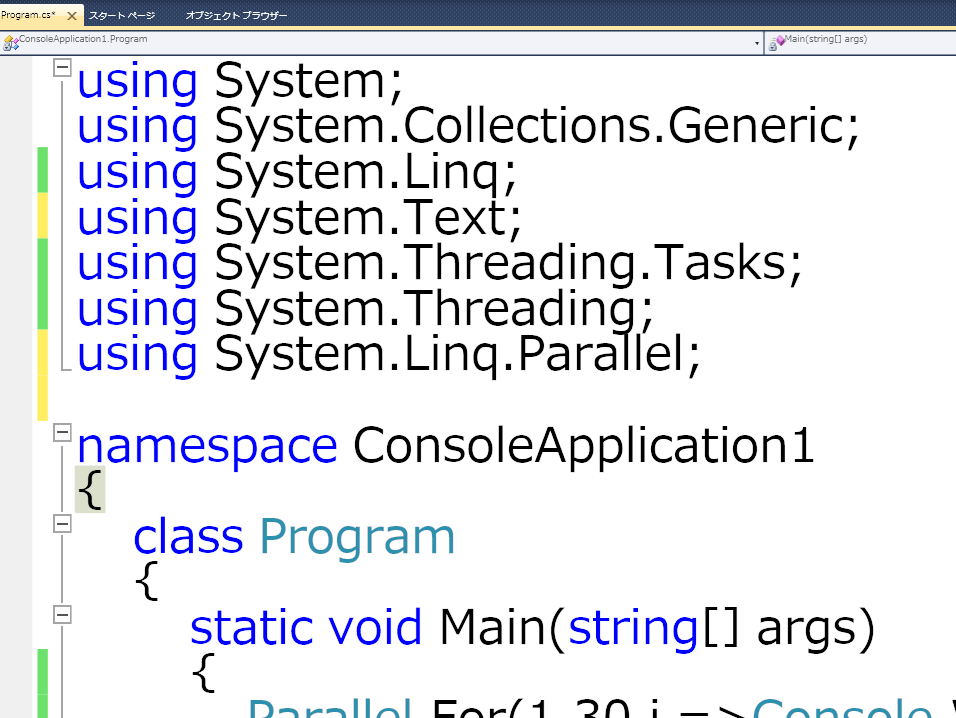 Program.cs* スタート ページ オブジェクト ブラウザー
ConsoleApplication1.Program Main(string[] args)
using System;
using System.Collections.Generic;
using System.Linq;
using System.Text;
using System.Threading.Tasks;
using System.Threading;
using System.Linq.Parallel;
namespace ConsoleApplication1
{
class Program
{
static void Main(string[] args)
{
Parallel.For(1,30,i =>Console.